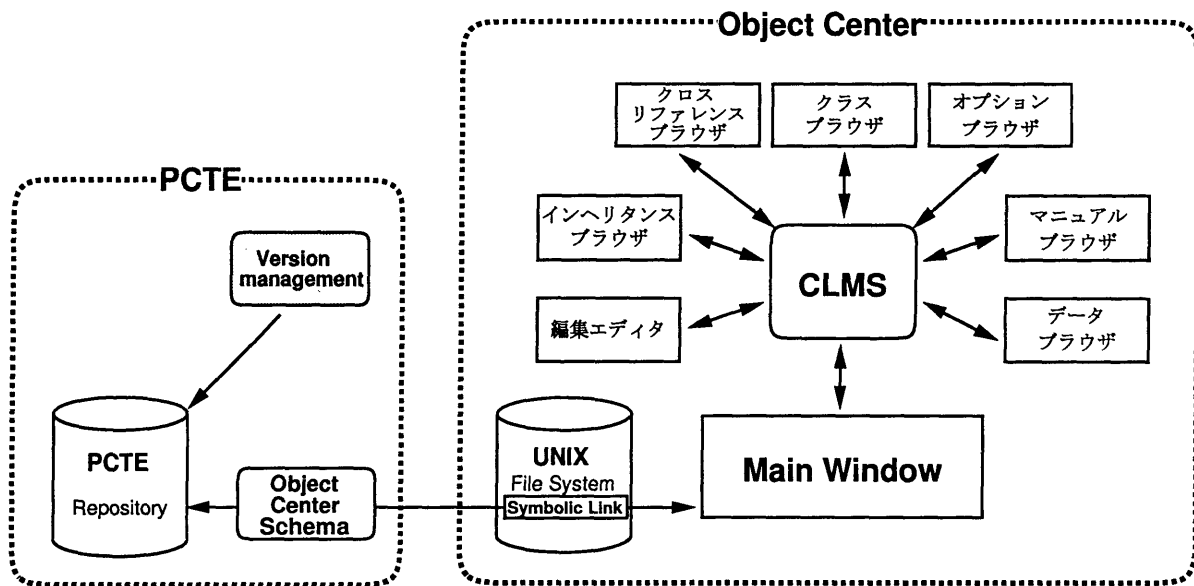 Object Center
クロス
リファレンス
ブラウザ
クラス
ブラウザ
オプション
ブラウザ
PCTE
インヘリタンス
ブラウザ
マニュアル
ブラウザ
Version
management
CLMS
編集エディタ
データ
ブラウザ
PCTE
Repository
Object
Center
Schema
UNIX
File System
Symbolic Link
Main Window